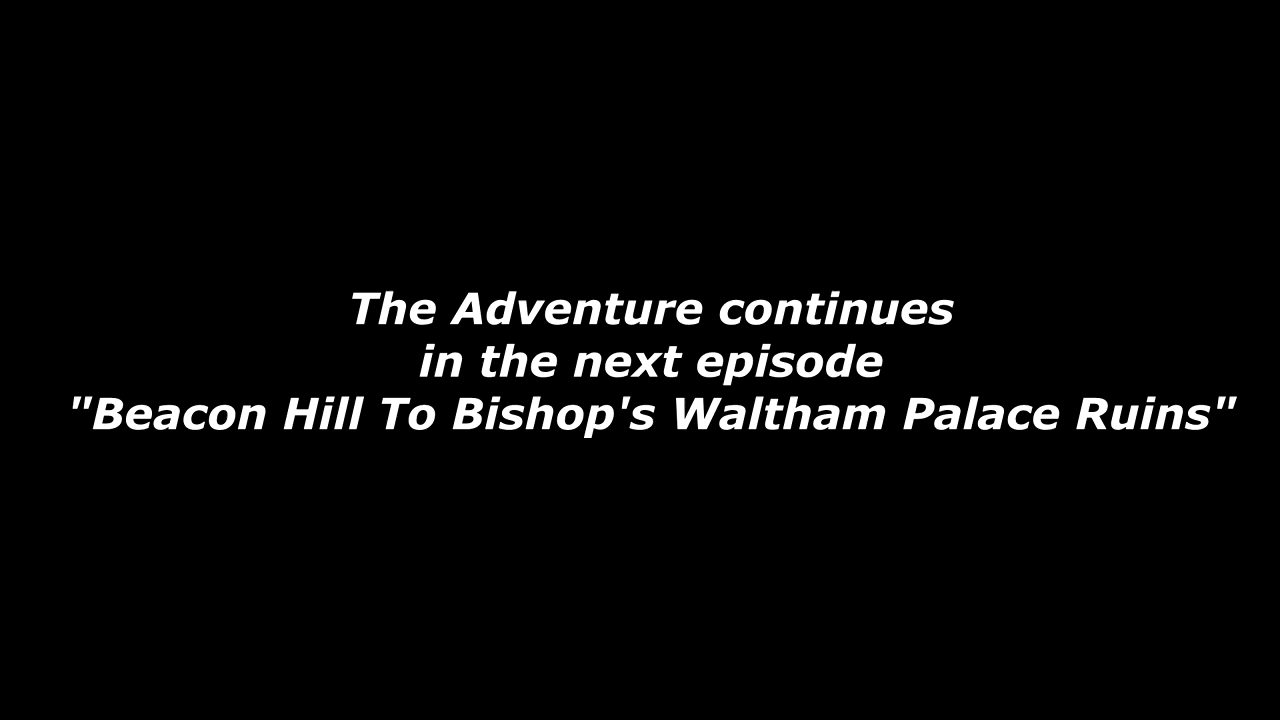 The Adventure continues
in the next episode
"Beacon Hill To Bishop's Waltham Palace Ruins"